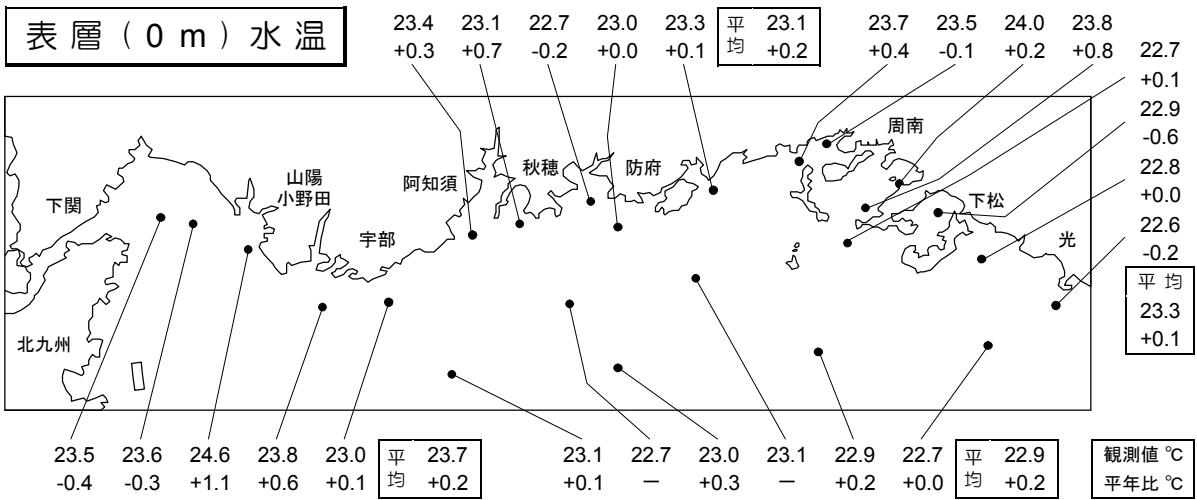 表層(0m)水温
23.4 23.1 22.7 23.0 23.3 平均 23.1 23.7 23.5 24.0 23.8
+0.3 +0.7 -0.2 +0.0 +0.1 +0.2 +0.4 -0.1 +0.2 +0.8
22.7
+0.1
22.9
-0.6
22.8
+0.0
22.6
-0.2
平均
23.3
+0.1
周南
秋穂 防府
山陽
小野田
阿知須
下関
下松
宇部
光
北九州
23.5 23.6 24.6 23.8 23.0 平均 23.7 23.1 22.7 23.0 23.1 22.9 22.7 平均 22.9 観測値 ℃
-0.4 -0.3 +1.1 +0.6 +0.1 +0.2 +0.1 － +0.3 － +0.2 +0.0 +0.2 平年比 ℃